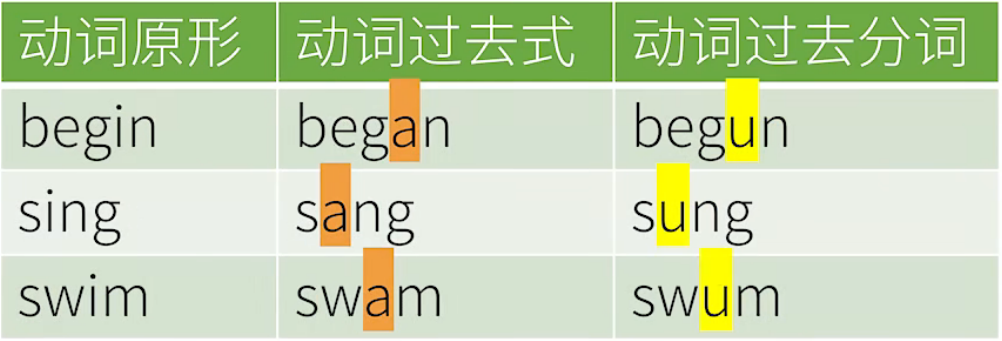 动词原形 动词过去式 动词过去分词
begin began begun
sing sang sung
swim swam swum